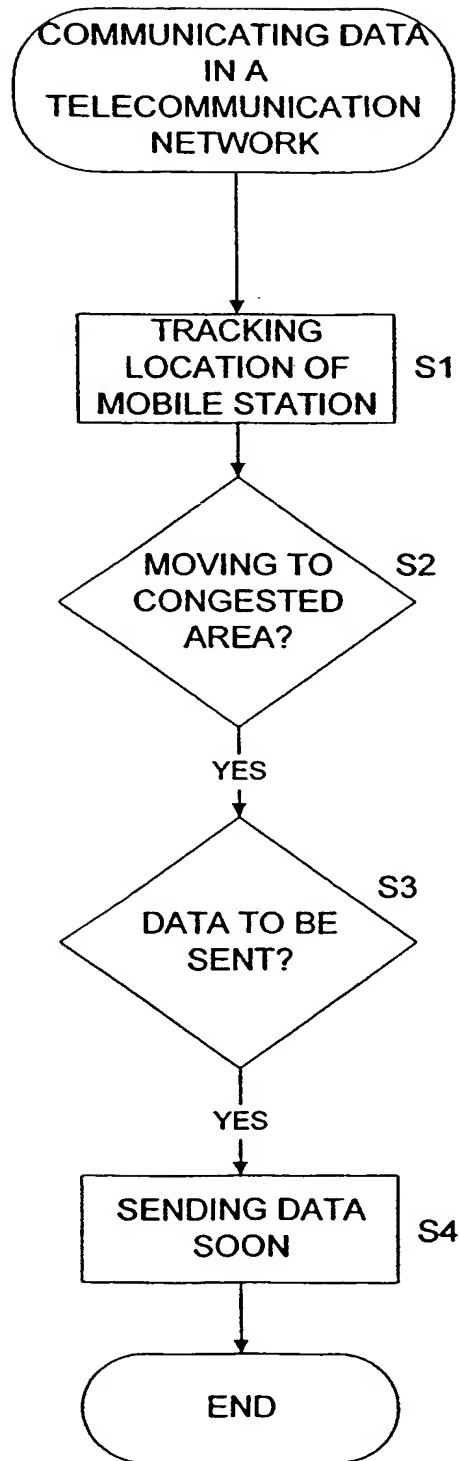 COMMUNICATING DATA
IN A
TELECOMMUNICATION
NETWORK
TRACKING
LOCATION OF
MOBILE STATION
S1
MOVING TO
CONGESTED
AREA?
S2
YES
DATA TO BE
SENT?
S3
YES
SENDING DATA
SOON
S4
END